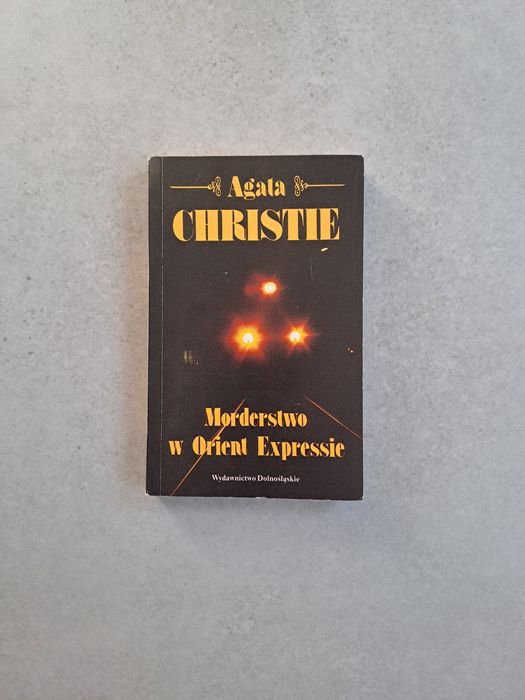 Agata
CHRISTIE
Morderstwo
w Orient Expressie
Wydawnictwo Dolnośląskie